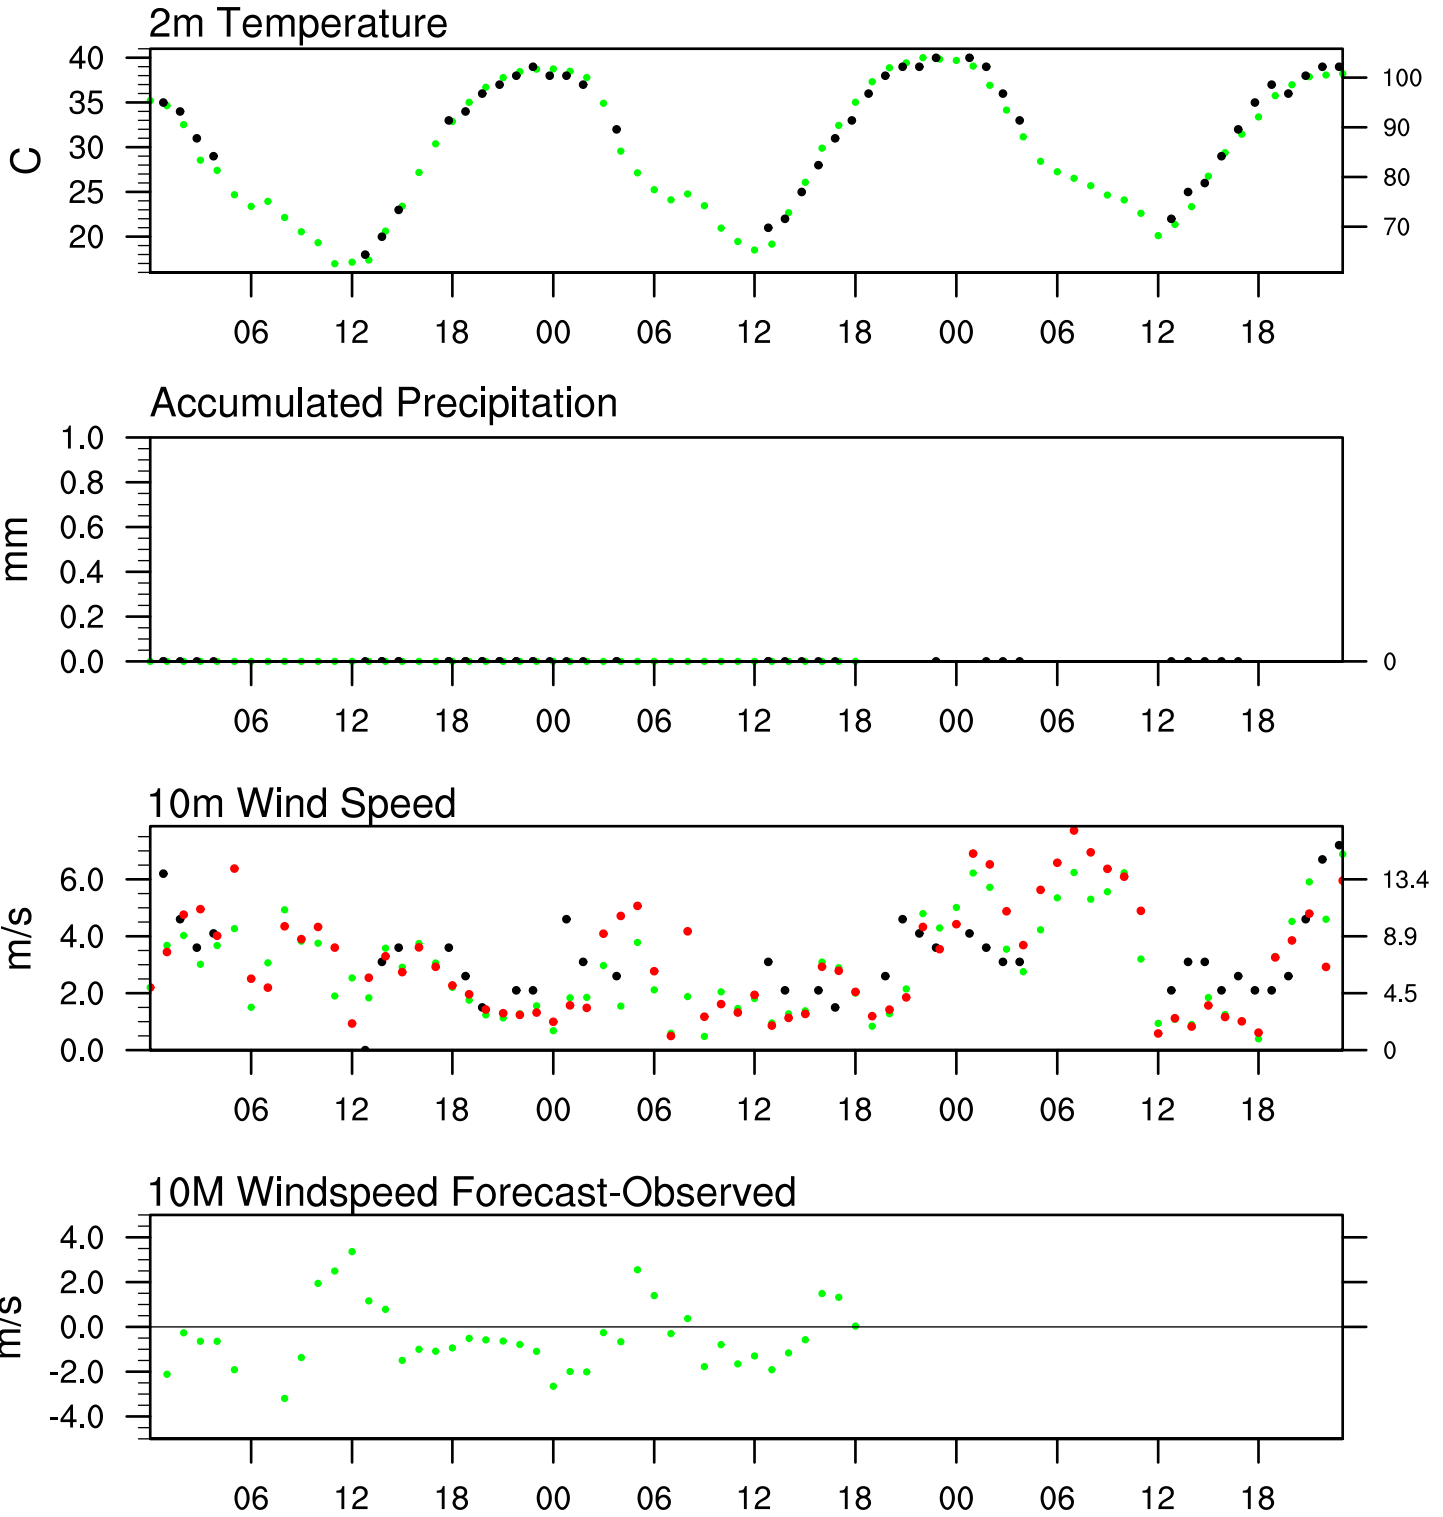 2m Temperature
40
35
30
25
20
C
100
90
80
70
06 12 18 00 06 12 18 00 06 12 18
Accumulated Precipitation
1.0
0.8
0.6
0.4
0.2
0.0
mm
0
06 12 18 00 06 12 18 00 06 12 18
10m Wind Speed
6.0
4.0
2.0
0.0
m/s
13.4
8.9
4.5
0
06 12 18 00 06 12 18 00 06 12 18
10M Windspeed Forecast-Observed
4.0
2.0
0.0
-2.0
-4.0
m/s
06 12 18 00 06 12 18 00 06 12 18